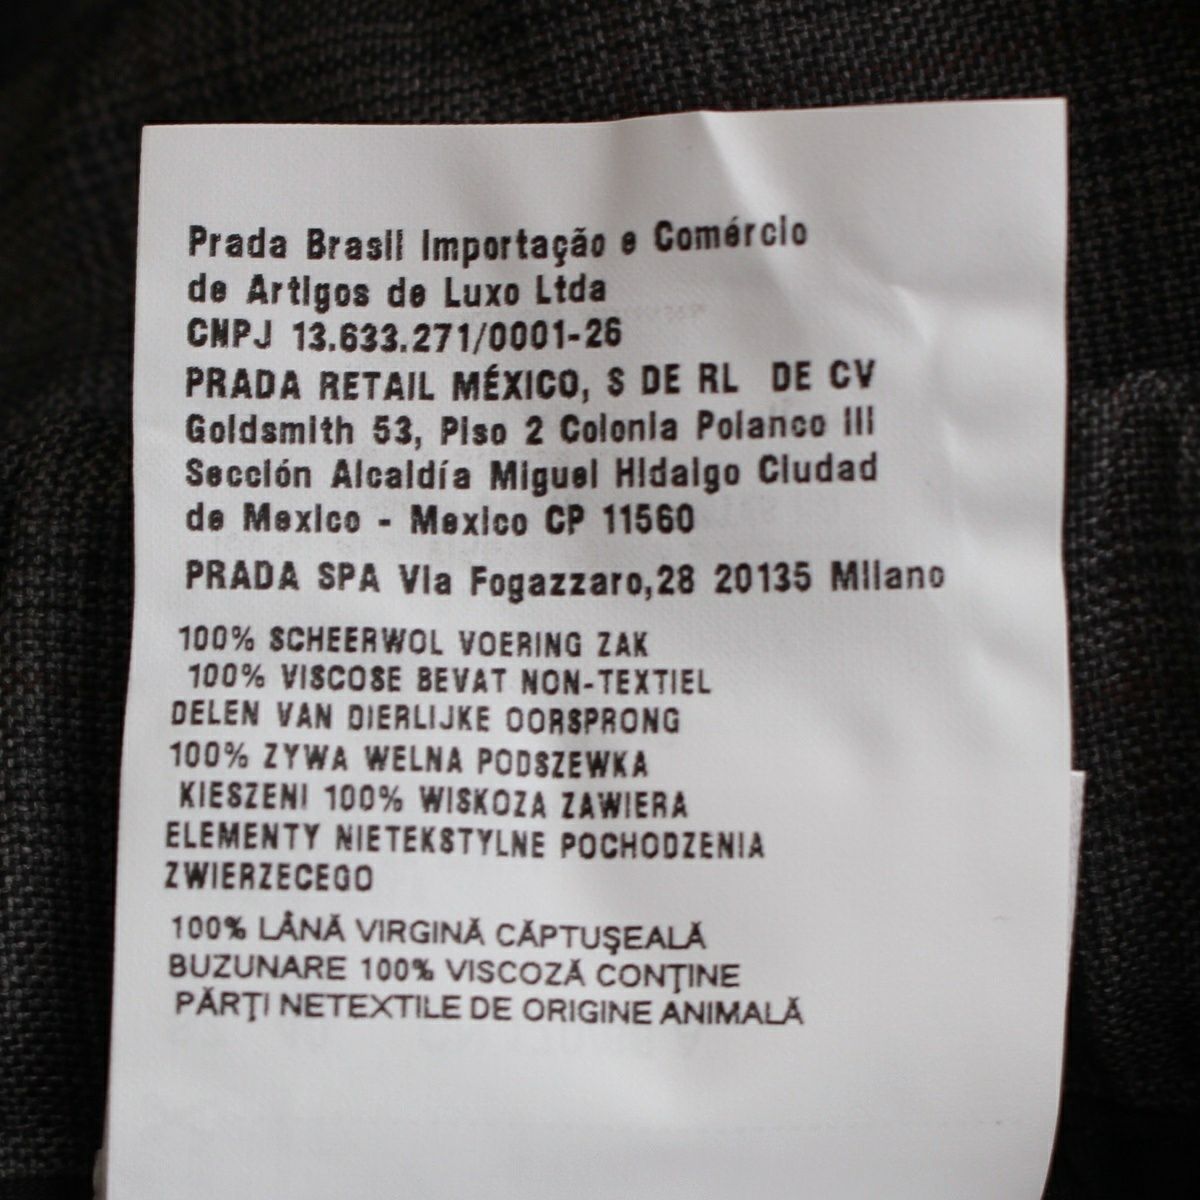 Prada Brasil Importação e Comércio
de Artigos de Luxo Ltda
CNPJ 13.633.271/0001-26
PRADA RETAIL MÉXICO, S DE RL DE CV
Goldsmith 53, Piso 2 Colonia Polanco III
Sección Alcaldía Miguel Hidalgo Ciudad
de Mexico - Mexico CP 11560
PRADA SPA Via Fogazzaro,28 20135 Milano
100% SCHEERWOL VOERING ZAK
100% VISCOSE BEVAT NON-TEXTIEL
DELEN VAN DIERLIJKE OORSPRONG
100% ZYWA WELNA PODSZEWKA
KIESZENI 100% WISKOZA ZAWIERA
ELEMENTY NIETEKSTYLNE POCHODZENIA
ZWIERZECEGO
100% LÂNĂ VIRGINĂ CĂPTUŞEALĂ
BUZUNARE 100% VISCOZĂ CONŢINE
PĂRŢI NETEXTILE DE ORIGINE ANIMALĂ